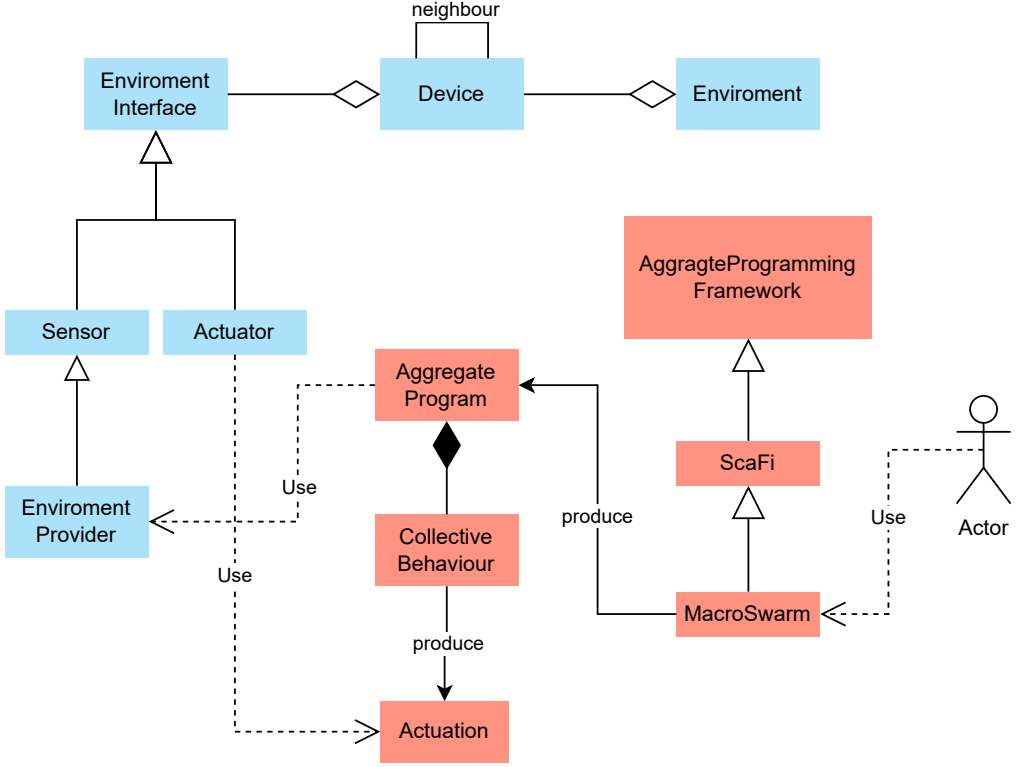 neighbour
Enviroment
Interface
Device
Enviroment
AggragteProgramming
Framework
Sensor
Actuator
Aggregate
Program
ScaFi
Use
Enviroment
Provider
produce
Use
Actor
Collective
Behaviour
Use
MacroSwarm
produce
Actuation